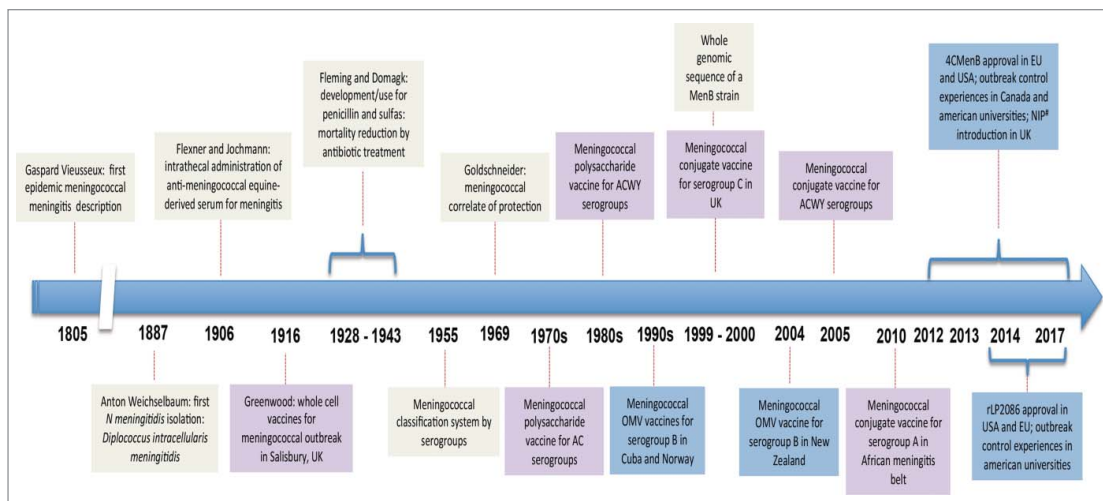 Gaspard Vieusseux: first
epidemic meningococcal
meningitis description
Flexner and Jochmann:
intrathecal administration of
anti-meningococcal equine-
derived serum for meningitis
Fleming and Domagk:
development/use for
penicillin and sulfas:
mortality reduction by
antibiotic treatment
Goldschneider:
meningococcal
correlate of protection
Meningococcal
polysaccharide
vaccine for ACWY
serogroups
Whole
genomic
sequence of a
MenB strain
Meningococcal
conjugate vaccine
for serogroup C in
UK
Meningococcal
conjugate vaccine for
ACWY serogroups
4CMenB approval in EU
and USA; outbreak control
experiences in Canada and
american universities; NIP#
introduction in UK
1805
1887
1906
1916
1928 - 1943
1955
1969
1970s
1980s
1990s
1999 - 2000
2004
2005
2010
2012
2013
2014
2017
Anton Weichselbaum: first
N meningitidis isolation:
Diplococcus intracellularis
meningitidis
Greenwood: whole cell
vaccines for
meningococcal outbreak
in Salisbury, UK
Meningococcal
classification system by
serogroups
Meningococcal
polysaccharide
vaccine for AC
serogroups
Meningococcal
OMV vaccines for
serogroup B in
Cuba and Norway
Meningococcal
OMV vaccine for
serogroup B in New
Zealand
Meningococcal
conjugate vaccine for
serogroup A in
African meningitis
belt
rLP2086 approval in
USA and EU; outbreak
control experiences in
american universities